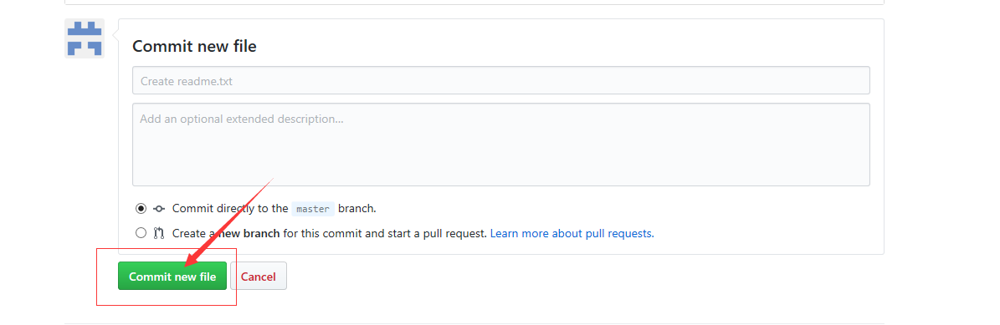 Commit new file
Create readme.txt
Add an optional extended description...
Commit directly to the master branch.
Create a new branch for this commit and start a pull request. Learn more about pull requests.
Commit new file Cancel